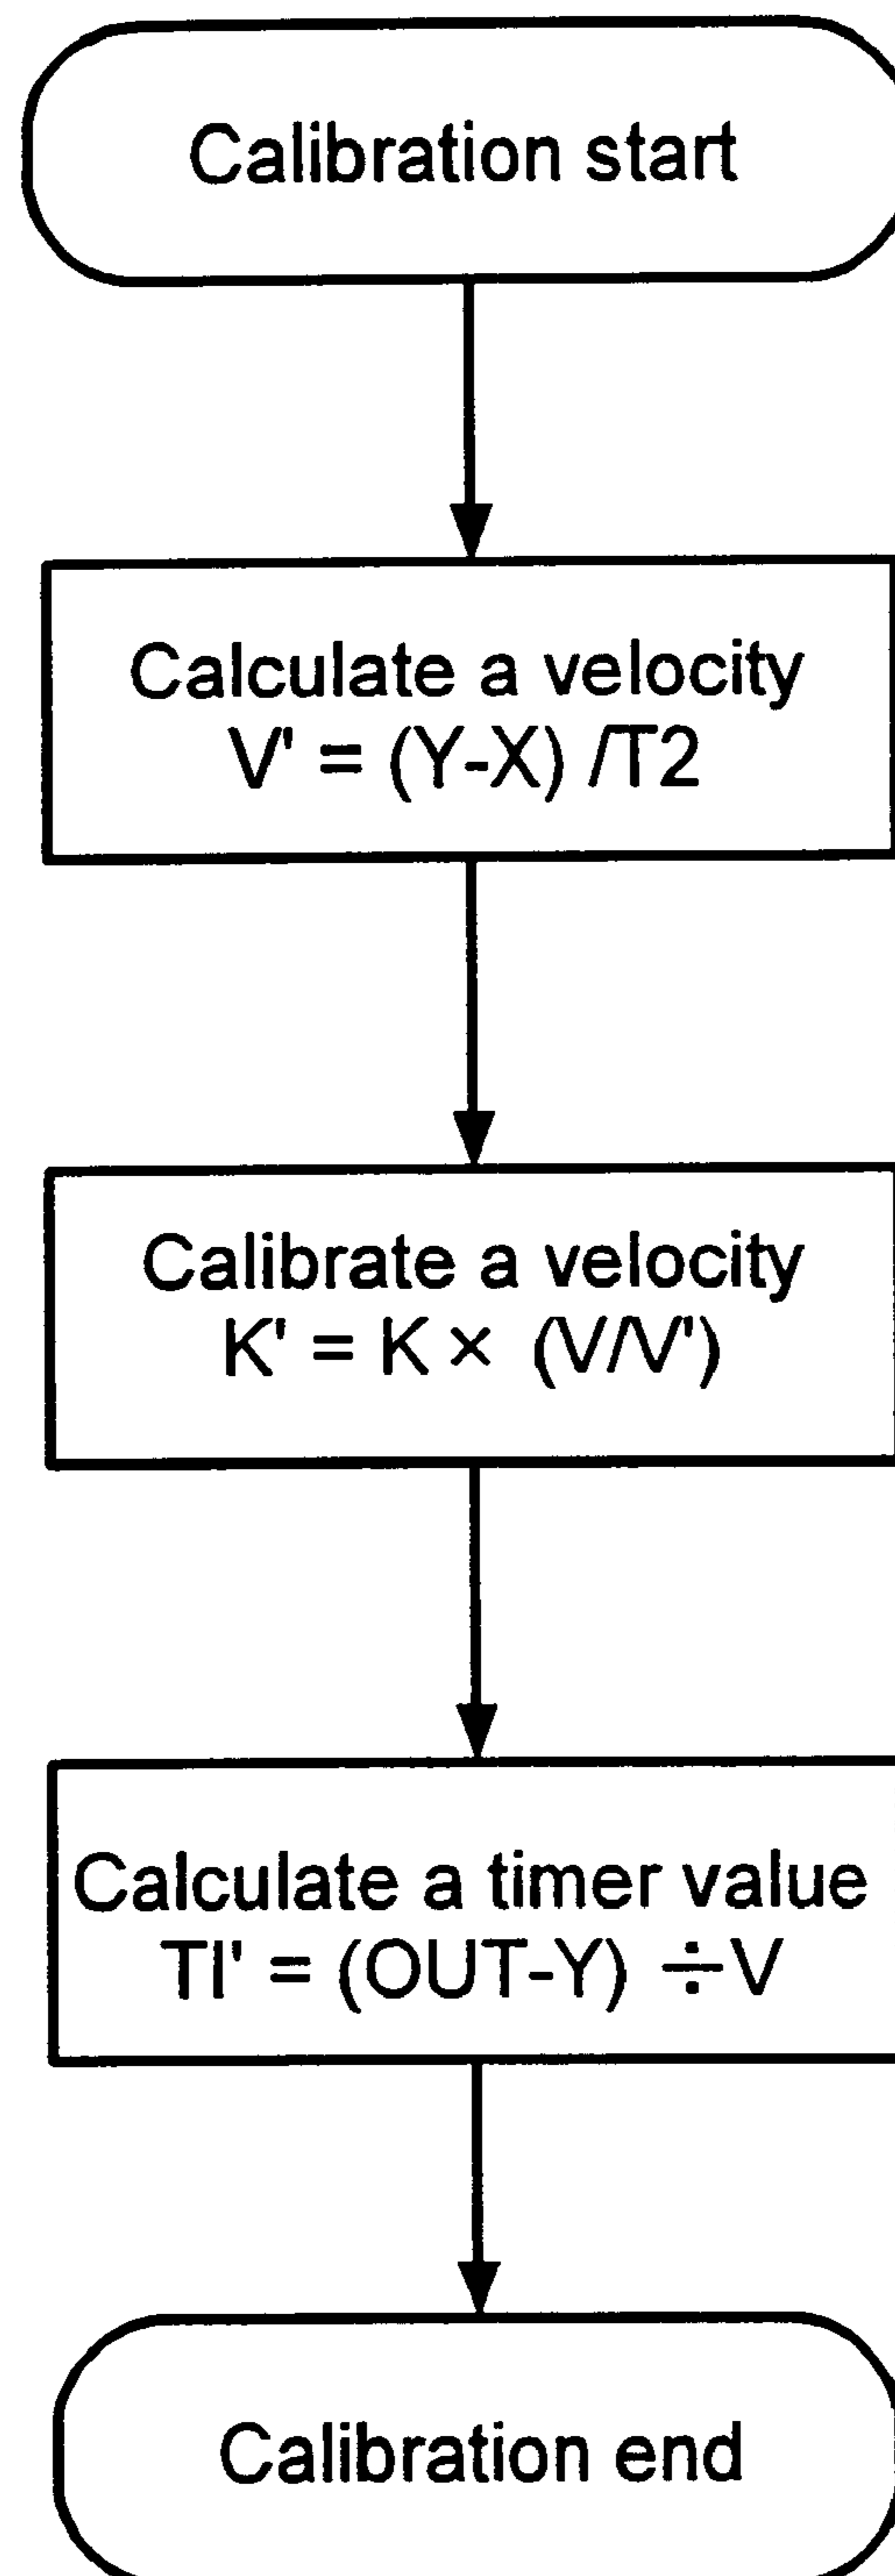 Calibration start
Calculate a velocity
V' = (Y-X) /T2
Calibrate a velocity
K' = K × (V/V')
Calculate a timer value
TI' = (OUT-Y) ÷V
Calibration end